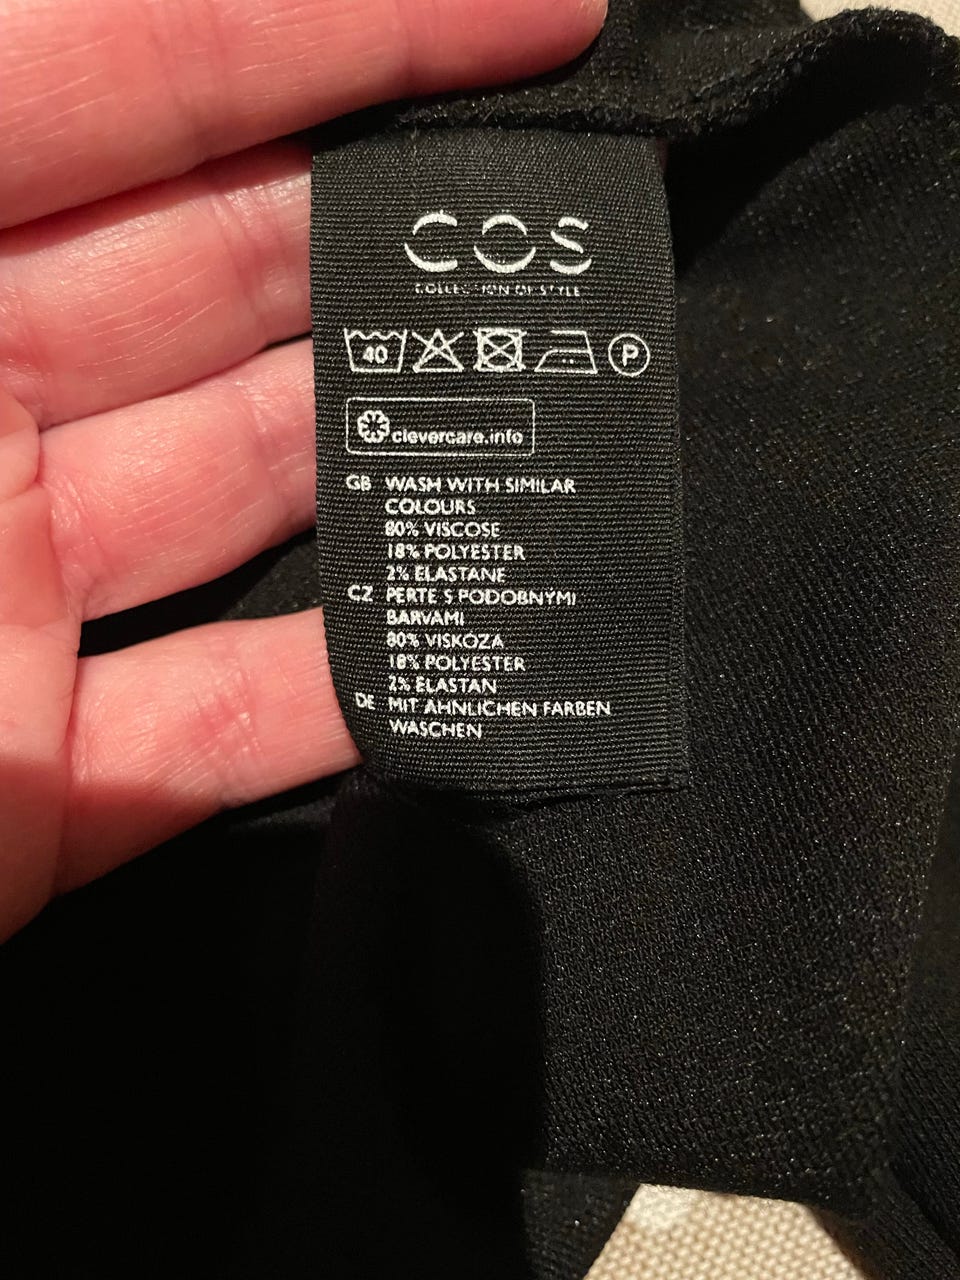 COS
COLLECTION OF STYLE
40 P
clevercare.info
GB WASH WITH SIMILAR
COLOURS
80% VISCOSE
18% POLYESTER
2% ELASTANE
CZ PERTE S PODOBNÝMI
BARVAMI
80% VISKÓZA
18% POLYESTER
2% ELASTAN
DE MIT ÄHNLICHEN FARBEN
WASCHEN